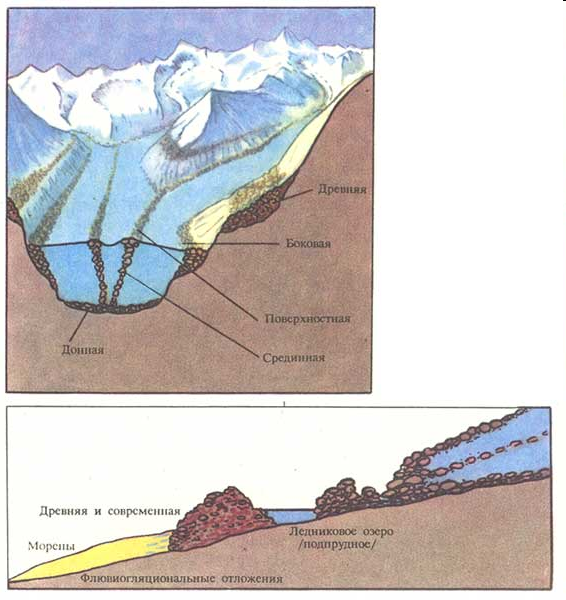 Древняя
Боковая
Поверхностная
Донная
Срединная
Древняя и современная
Ледниковое озеро
/подпрудное/
Морены
Флювиогляциональные отложения